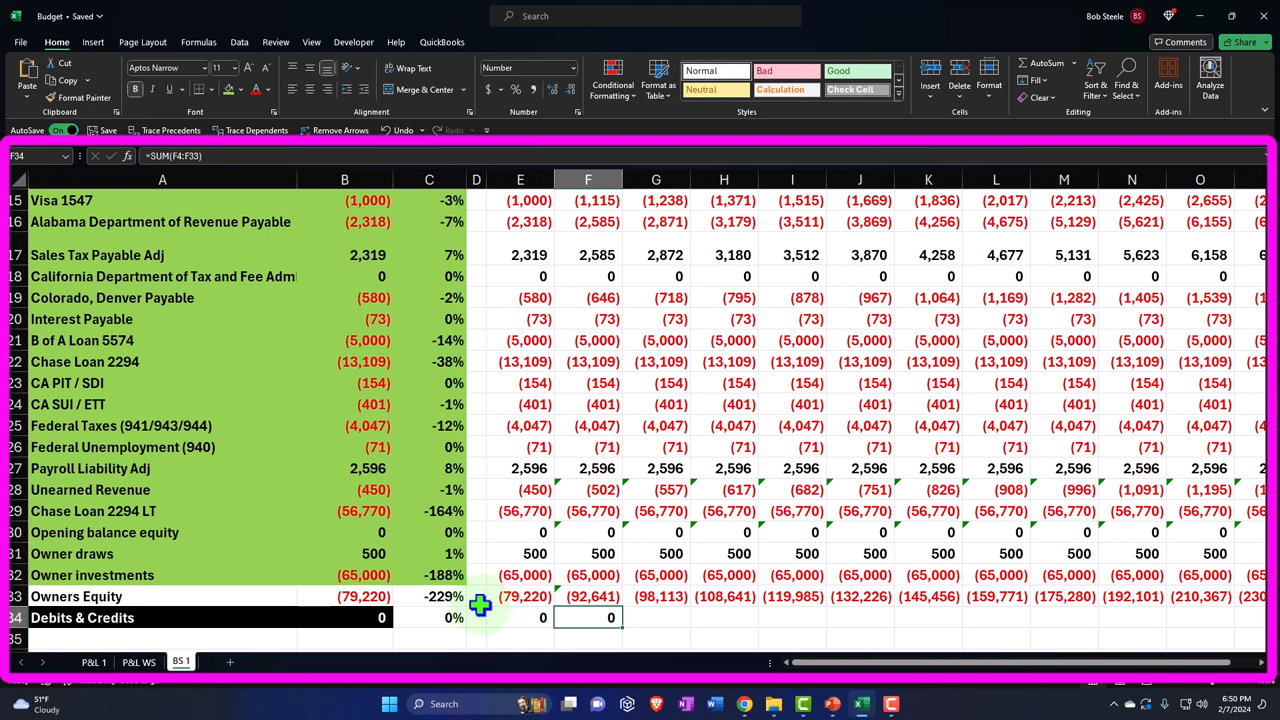 Budget • Saved
Search
Bob Steele BS
File Home Insert Page Layout Formulas Data Review View Developer Help QuickBooks
Comments Share
Paste
Cut
Copy
Format Painter
Clipboard
Aptos Narrow 11
B I U
Font
Wrap Text
Merge & Center
Alignment
Number
$ % ,
Number
Conditional Formatting
Format as Table
Normal Bad Good
Neutral Calculation Check Cell
Styles
Insert Delete Format
Cells
AutoSum
Fill
Clear
Sort & Filter
Find & Select
Editing
Add-ins
Add-ins
Analyze Data
AutoSave On Save Trace Precedents Trace Dependents Remove Arrows Undo Redo
F34 fx =SUM(F4:F33)
A B C D E F G H I J K L M N O
15 Visa 1547 (1,000) -3% (1,000) (1,115) (1,238) (1,371) (1,515) (1,669) (1,836) (2,017) (2,213) (2,425) (2,655) (2,
16 Alabama Department of Revenue Payable (2,318) -7% (2,318) (2,585) (2,871) (3,179) (3,511) (3,869) (4,256) (4,675) (5,129) (5,621) (6,155) (6,
17 Sales Tax Payable Adj 2,319 7% 2,319 2,585 2,872 3,180 3,512 3,870 4,258 4,677 5,131 5,623 6,158 6
18 California Department of Tax and Fee Admi 0 0% 0 0 0 0 0 0 0 0 0 0 0
19 Colorado, Denver Payable (580) -2% (580) (646) (718) (795) (878) (967) (1,064) (1,169) (1,282) (1,405) (1,539) (1,
20 Interest Payable (73) 0% (73) (73) (73) (73) (73) (73) (73) (73) (73) (73) (73)
21 B of A Loan 5574 (5,000) -14% (5,000) (5,000) (5,000) (5,000) (5,000) (5,000) (5,000) (5,000) (5,000) (5,000) (5,000) (5,
22 Chase Loan 2294 (13,109) -38% (13,109) (13,109) (13,109) (13,109) (13,109) (13,109) (13,109) (13,109) (13,109) (13,109) (13,109) (13,
23 CA PIT / SDI (154) 0% (154) (154) (154) (154) (154) (154) (154) (154) (154) (154) (154)
24 CA SUI / ETT (401) -1% (401) (401) (401) (401) (401) (401) (401) (401) (401) (401) (401)
25 Federal Taxes (941/943/944) (4,047) -12% (4,047) (4,047) (4,047) (4,047) (4,047) (4,047) (4,047) (4,047) (4,047) (4,047) (4,047) (4,
26 Federal Unemployment (940) (71) 0% (71) (71) (71) (71) (71) (71) (71) (71) (71) (71) (71)
27 Payroll Liability Adj 2,596 8% 2,596 2,596 2,596 2,596 2,596 2,596 2,596 2,596 2,596 2,596 2,596 2
28 Unearned Revenue (450) -1% (450) (502) (557) (617) (682) (751) (826) (908) (996) (1,091) (1,195) (1,
29 Chase Loan 2294 LT (56,770) -164% (56,770) (56,770) (56,770) (56,770) (56,770) (56,770) (56,770) (56,770) (56,770) (56,770) (56,770) (56,
30 Opening balance equity 0 0% 0 0 0 0 0 0 0 0 0 0 0
31 Owner draws 500 1% 500 500 500 500 500 500 500 500 500 500 500
32 Owner investments (65,000) -188% (65,000) (65,000) (65,000) (65,000) (65,000) (65,000) (65,000) (65,000) (65,000) (65,000) (65,000) (65,
33 Owners Equity (79,220) -229% (79,220) (92,641) (98,113) (108,641) (119,985) (132,226) (145,456) (159,771) (175,280) (192,101) (210,367) (230
34 Debits & Credits 0 0% 0 0
35
P&L 1 P&L WS BS 1
51°F
Cloudy
Search
6:50 PM
2/7/2024